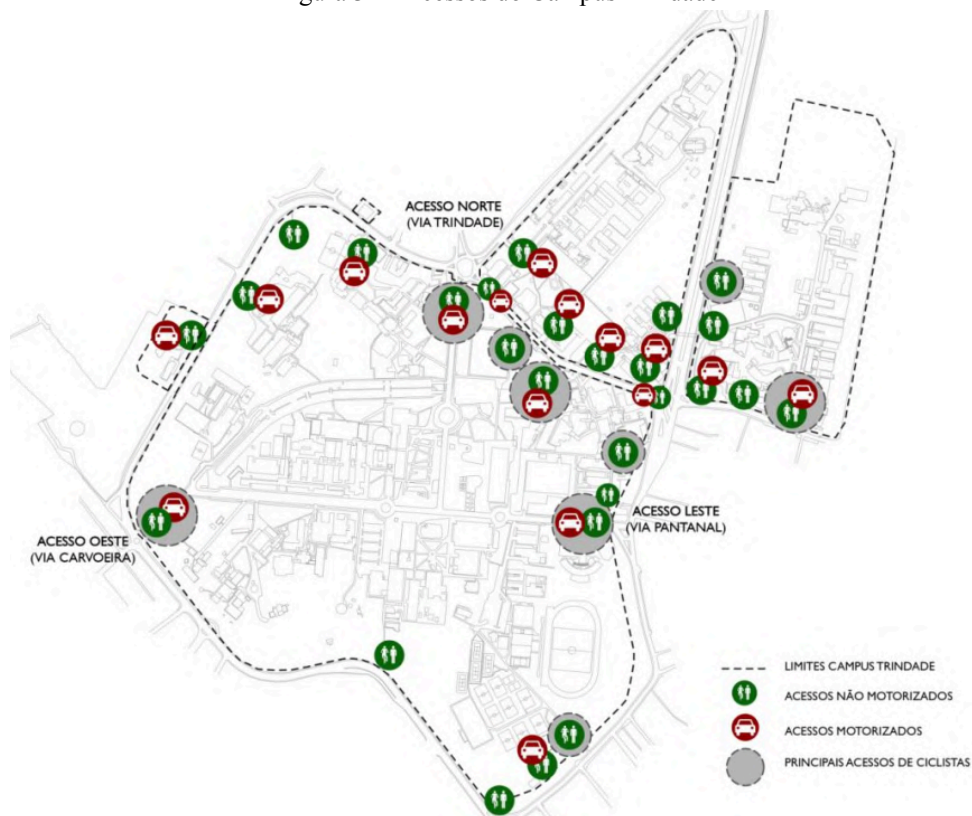 ACESSO NORTE
(VIA TRINDADE)
ACESSO LESTE
(VIA PANTANAL)
ACESSO OESTE
(VIA CARVOEIRA)
LIMITES CAMPUS TRINDADE
ACESSOS NÃO MOTORIZADOS
ACESSOS MOTORIZADOS
PRINCIPAIS ACESSOS DE CICLISTAS